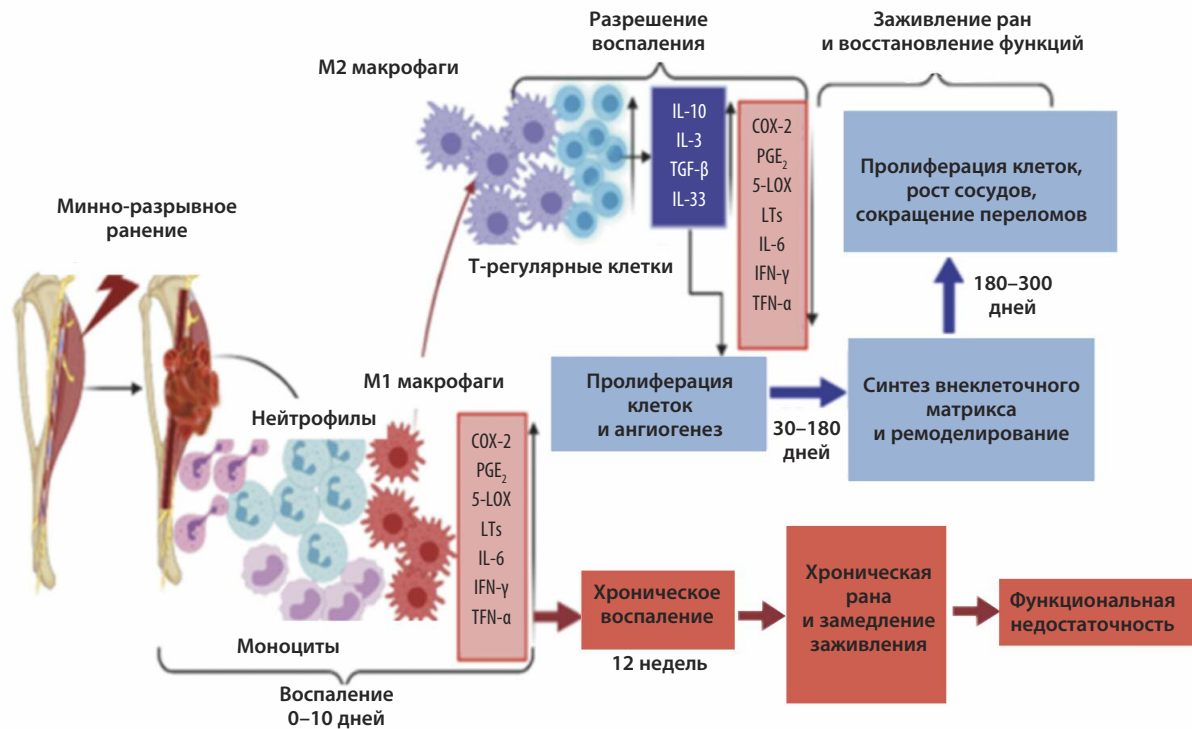 Разрешение
воспаления
Заживление ран
и восстановление функций
М2 макрофаги
IL-10
IL-3
TGF-β
IL-33
COX-2
PGE₂
5-LOX
LTs
IL-6
IFN-γ
TFN-α
Пролиферация клеток,
рост сосудов,
сокращение переломов
Минно-разрывное
ранение
Т-регулярные клетки
180–300
дней
М1 макрофаги
Нейтрофилы
Пролиферация
клеток
и ангиогенез
30–180
дней
Синтез внеклеточного
матрикса
и ремоделирование
COX-2
PGE₂
5-LOX
LTs
IL-6
IFN-γ
TFN-α
Моноциты
Воспаление
0–10 дней
Хроническое
воспаление
12 недель
Хроническая
рана
и замедление
заживления
Функциональная
недостаточность